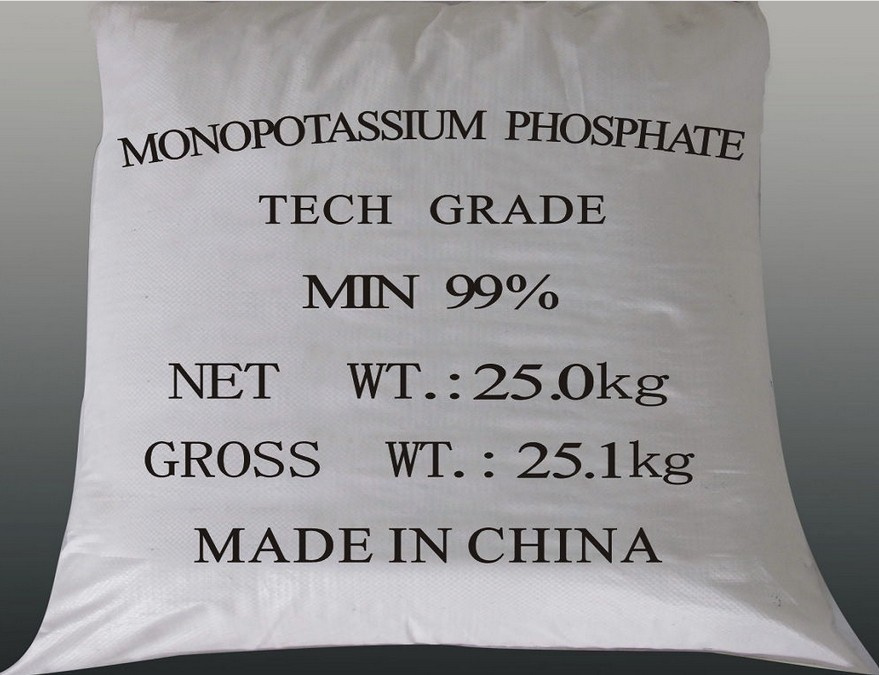 MONOPOTASSIUM PHOSPHATE
TECH GRADE
MIN 99%
NET WT.:25.0kg
GROSS WT.: 25.1kg
MADE IN CHINA